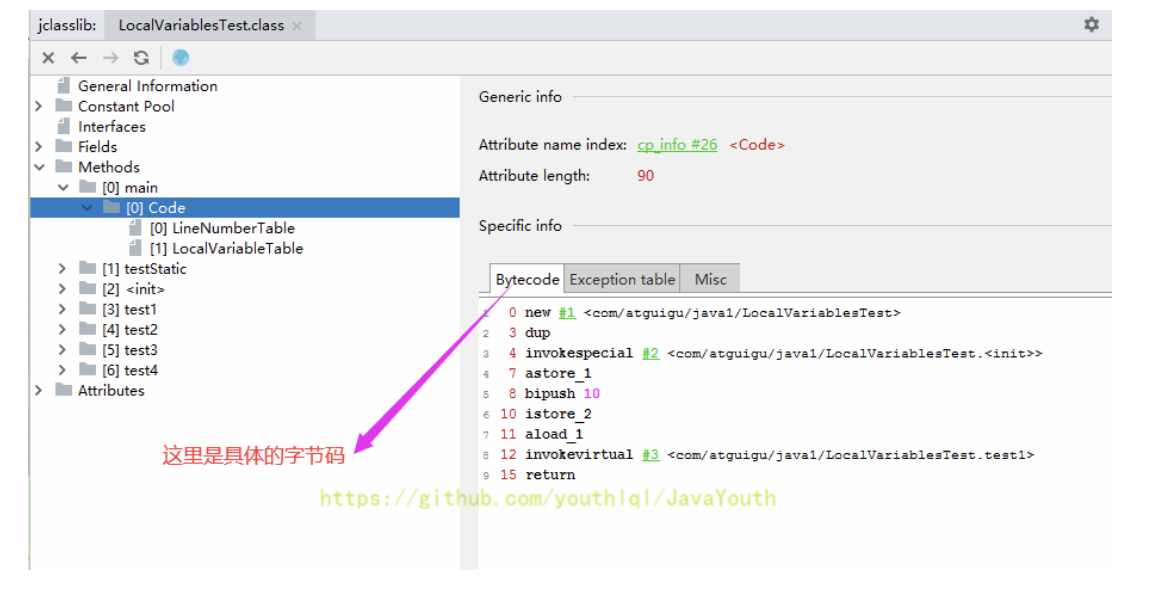 jclasslib: LocalVariablesTest.class ×
General Information
Constant Pool
Interfaces
Fields
Methods
[0] main
[0] Code
[0] LineNumberTable
[1] LocalVariableTable
[1] testStatic
[2] <init>
[3] test1
[4] test2
[5] test3
[6] test4
Attributes
Generic info
Attribute name index: cp_info #26 <Code>
Attribute length: 90
Specific info
Bytecode Exception table Misc
1 0 new #1 <com/atguigu/java1/LocalVariablesTest>
2 3 dup
3 4 invokespecial #2 <com/atguigu/java1/LocalVariablesTest.<init>>
4 7 astore_1
5 8 bipush 10
6 10 istore_2
7 11 aload_1
8 12 invokevirtual #3 <com/atguigu/java1/LocalVariablesTest.test1>
9 15 return
这里是具体的字节码
https://github.com/youthlql/JavaYouth